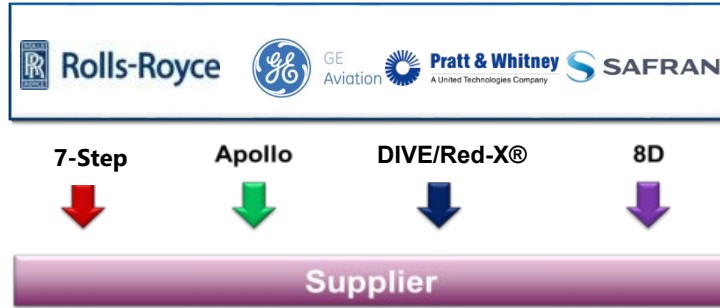 Rolls-Royce
GE
Aviation
Pratt & Whitney
A United Technologies Company
SAFRAN
7-Step
Apollo
DIVE/Red-X®
8D
Supplier